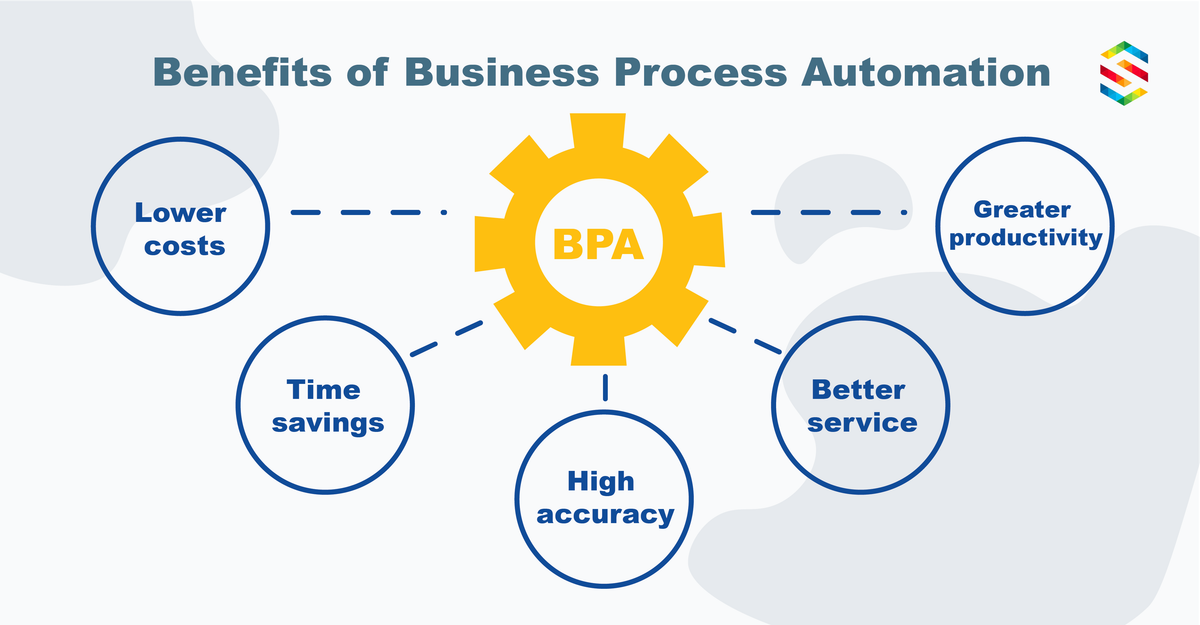 Benefits of Business Process Automation
BPA
Lower
costs
Time
savings
High
accuracy
Better
service
Greater
productivity